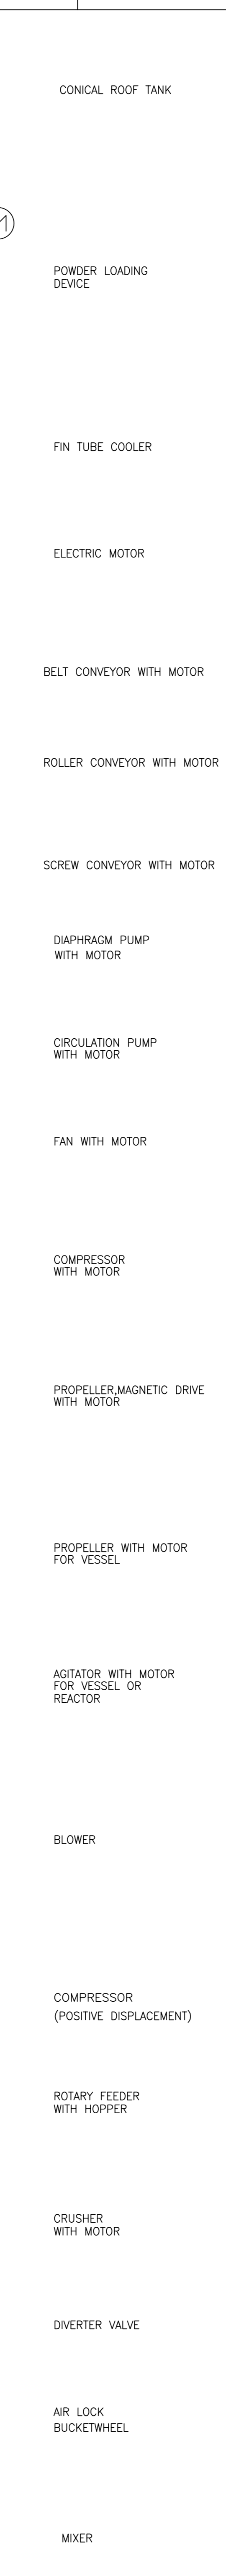 CONICAL ROOF TANK
M
POWDER LOADING
DEVICE
FIN TUBE COOLER
ELECTRIC MOTOR
BELT CONVEYOR WITH MOTOR
ROLLER CONVEYOR WITH MOTOR
SCREW CONVEYOR WITH MOTOR
DIAPHRAGM PUMP
WITH MOTOR
CIRCULATION PUMP
WITH MOTOR
FAN WITH MOTOR
COMPRESSOR
WITH MOTOR
PROPELLER,MAGNETIC DRIVE
WITH MOTOR
PROPELLER WITH MOTOR
FOR VESSEL
AGITATOR WITH MOTOR
FOR VESSEL OR
REACTOR
BLOWER
COMPRESSOR
(POSITIVE DISPLACEMENT)
ROTARY FEEDER
WITH HOPPER
CRUSHER
WITH MOTOR
DIVERTER VALVE
AIR LOCK
BUCKETWHEEL
MIXER